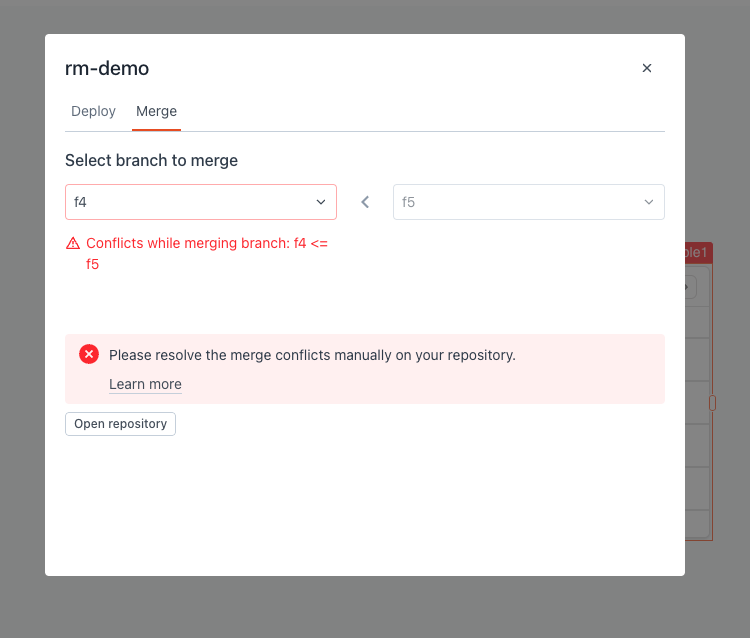 rm-demo
Deploy Merge
Select branch to merge
f4 f5
Conflicts while merging branch: f4 <=
f5
ble1
Please resolve the merge conflicts manually on your repository.
Learn more
Open repository